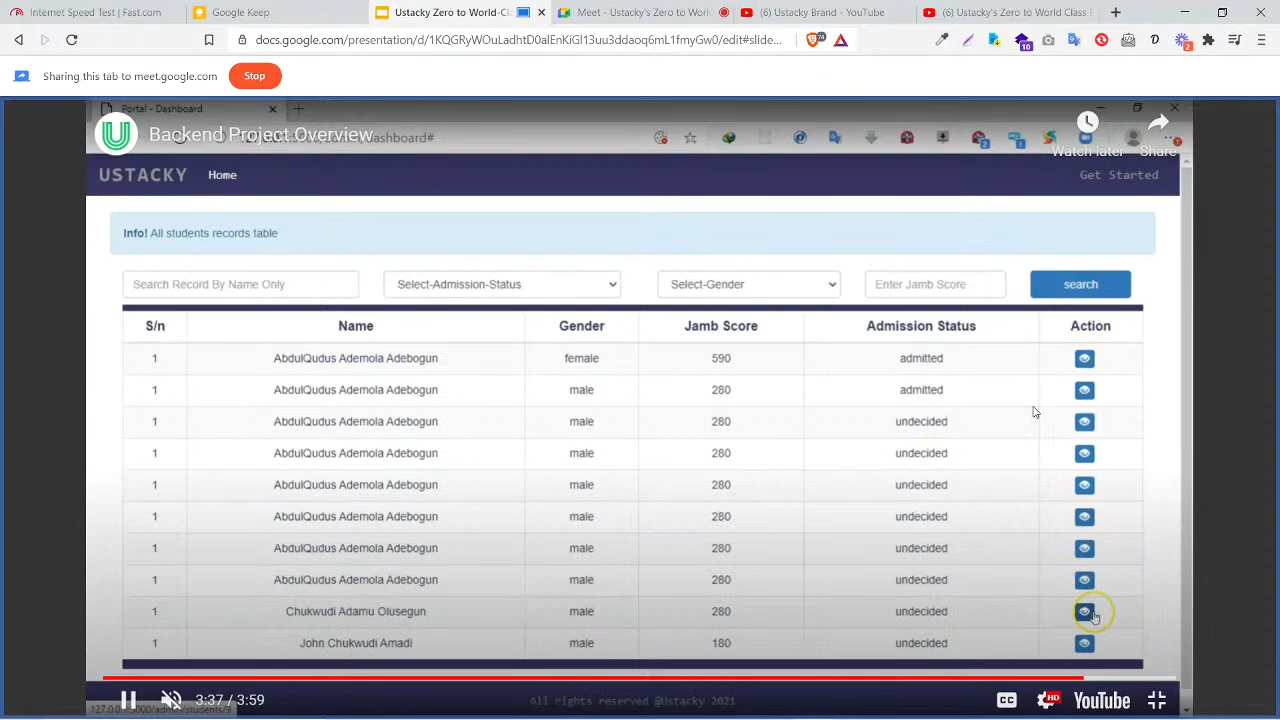 Internet Speed Test | Fast.com
Google Keep
Ustacky Zero to World-Cl
Meet - Ustacky's Zero to Worl
(6) Ustacky Brand - YouTube
(6) Ustacky's Zero to World Class E
docs.google.com/presentation/d/1KQGRyWOuLadhtD0alEnKiGI13uu3ddaoq6mL1fmyGw0/edit#slide...
Sharing this tab to meet.google.com
Stop
Portal - Dashboard
Backend Project Overview
/dashboard#
Watch later
Share
USTACKY
Home
Get Started
Info! All students records table
Search Record By Name Only
Select-Admission-Status
Select-Gender
Enter Jamb Score
search
S/n Name Gender Jamb Score Admission Status Action
1 AbdulQudus Ademola Adebogun female 590 admitted
1 AbdulQudus Ademola Adebogun male 280 admitted
1 AbdulQudus Ademola Adebogun male 280 undecided
1 AbdulQudus Ademola Adebogun male 280 undecided
1 AbdulQudus Ademola Adebogun male 280 undecided
1 AbdulQudus Ademola Adebogun male 280 undecided
1 AbdulQudus Ademola Adebogun male 280 undecided
1 AbdulQudus Ademola Adebogun male 280 undecided
1 Chukwudi Adamu Olusegun male 280 undecided
1 John Chukwudi Amadi male 180 undecided
3:37 / 3:59
All rights reserved @Ustacky 2021
CC
HD
YouTube